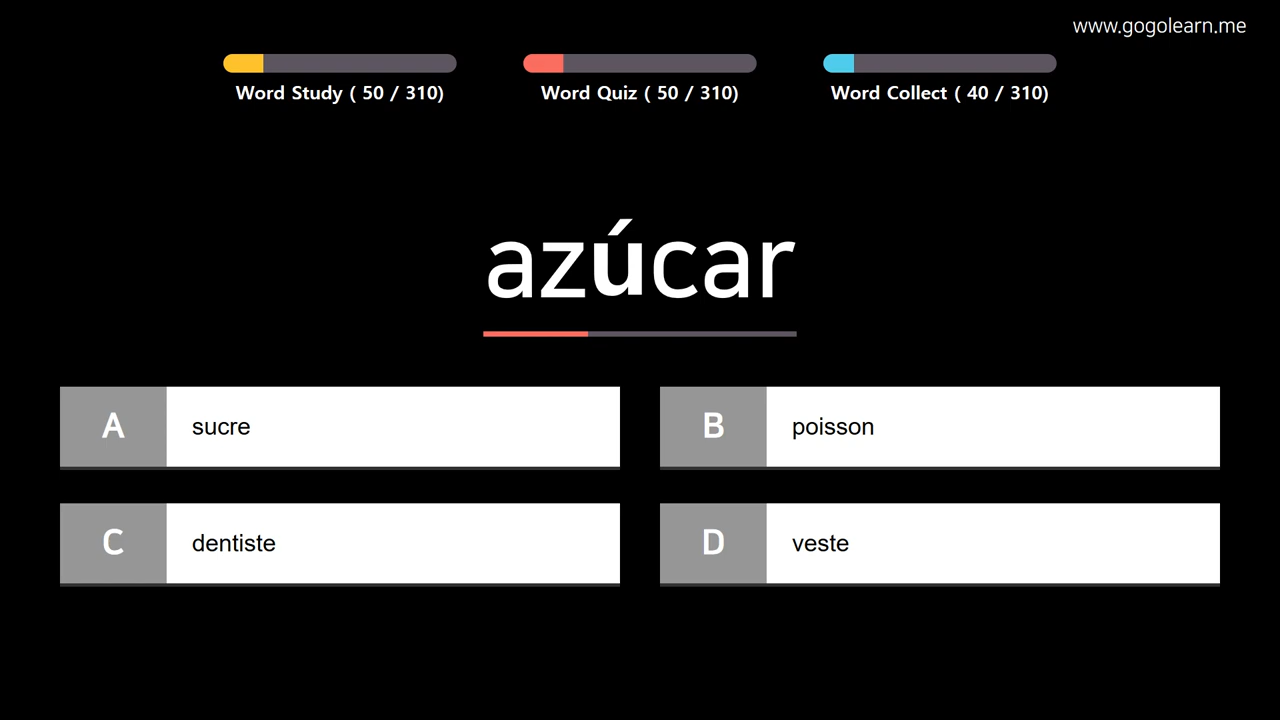 www.gogolearn.me
Word Study ( 50 / 310)
Word Quiz ( 50 / 310)
Word Collect ( 40 / 310)
azúcar
A
sucre
B
poisson
C
dentiste
D
veste